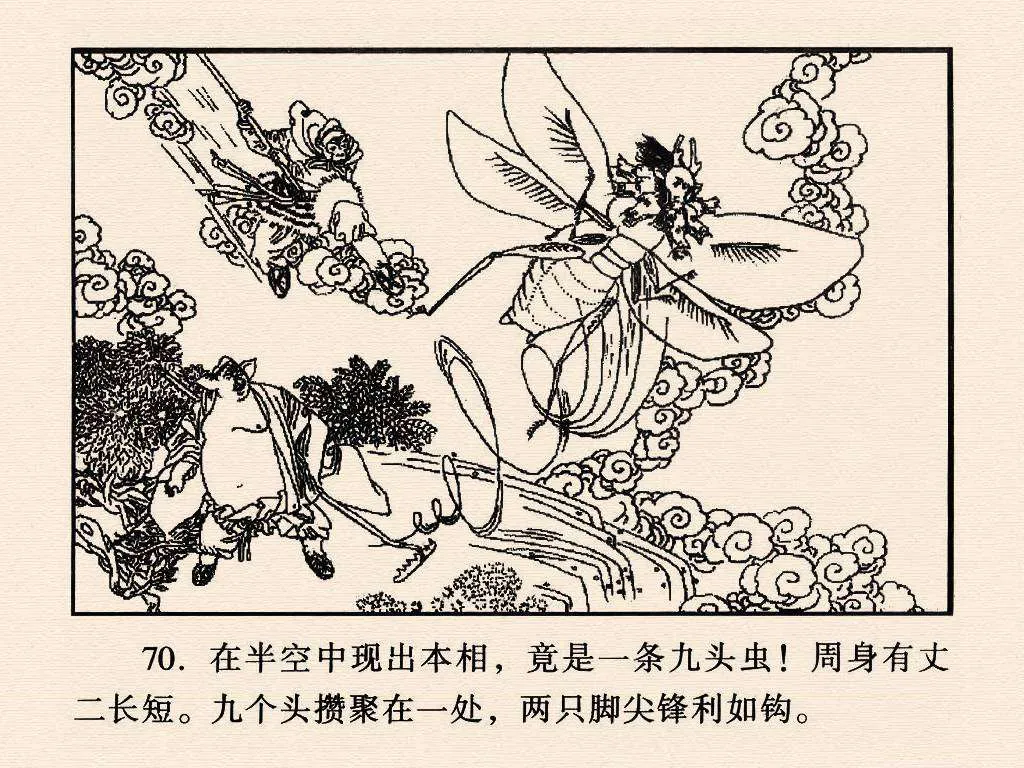 70. 在半空中现出本相，竟是一条九头虫！周身有丈
二长短。九个头攒聚在一处，两只脚尖锋利如钩。